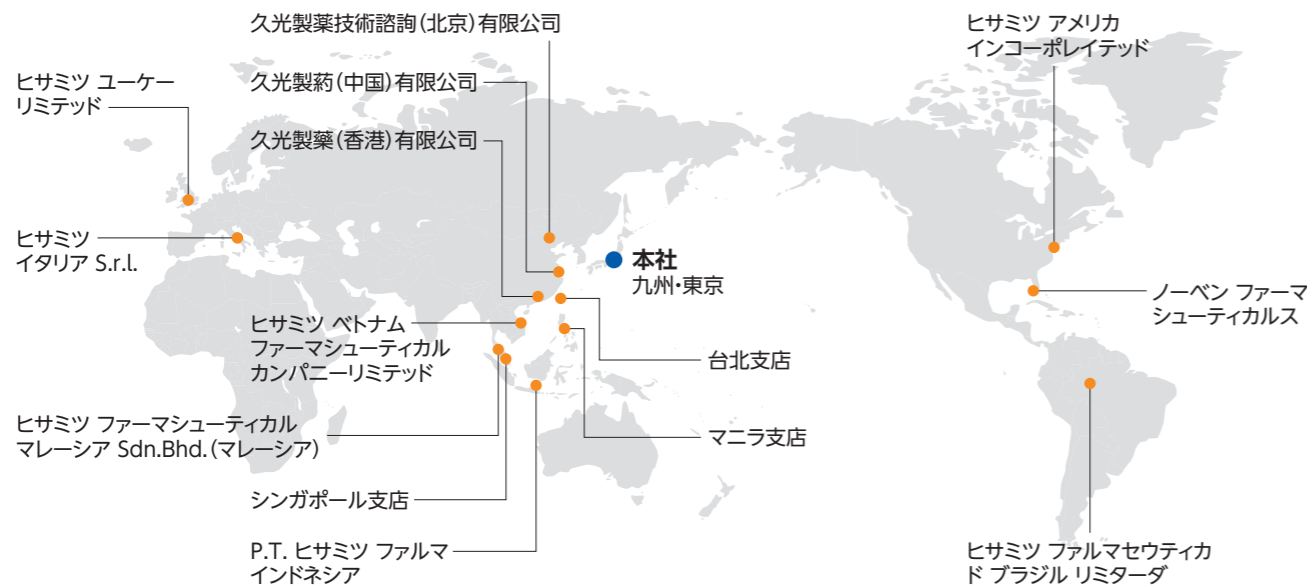 久光製薬技術諮詢(北京)有限公司
ヒサミツ アメリカ
インコーポレイテッド
ヒサミツ ユーケー
リミテッド
久光製葯(中国)有限公司
久光製藥(香港)有限公司
ヒサミツ
イタリア S.r.l.
本社
九州・東京
ノーベン ファーマ
シューティカルス
ヒサミツ ベトナム
ファーマシューティカル
カンパニーリミテッド
台北支店
ヒサミツ ファーマシューティカル
マレーシア Sdn.Bhd.(マレーシア)
マニラ支店
シンガポール支店
P.T. ヒサミツ ファルマ
インドネシア
ヒサミツ ファルマセウティカ
ド ブラジル リミターダ